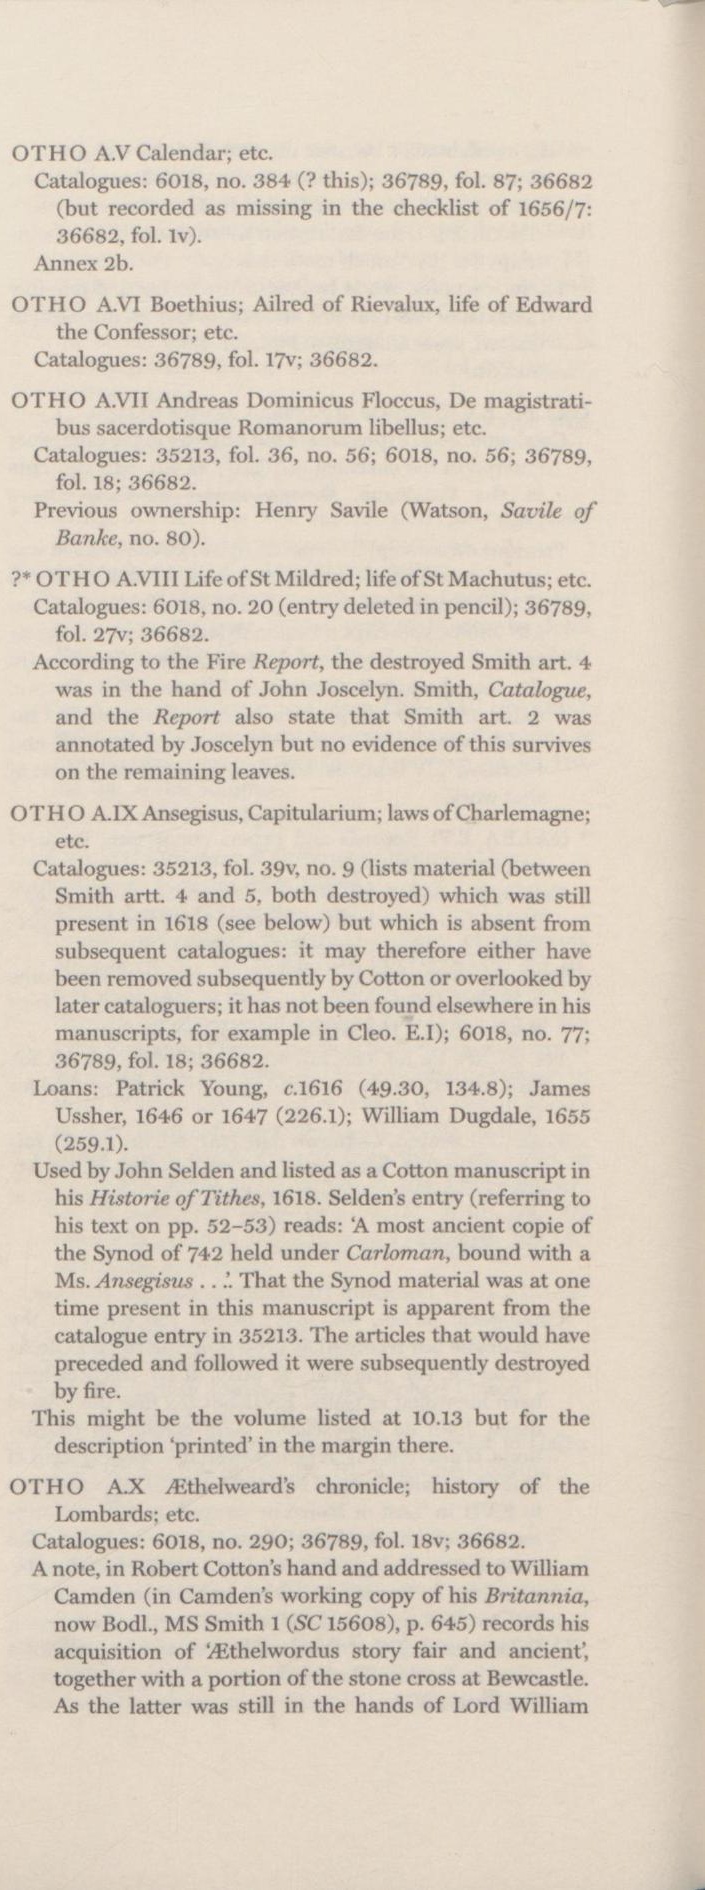 OTHO A.V Calendar; etc.
Catalogues: 6018, no. 384 (? this); 36789, fol. 87; 36682
(but recorded as missing in the checklist of 1656/7:
36682, fol. 1v).
Annex 2b.
OTHO A.VI Boethius; Ailred of Rievalux, life of Edward
the Confessor; etc.
Catalogues: 36789, fol. 17v; 36682.
OTHO A.VII Andreas Dominicus Floccus, De magistrati-
bus sacerdotisque Romanorum libellus; etc.
Catalogues: 35213, fol. 36, no. 56; 6018, no. 56; 36789,
fol. 18; 36682.
Previous ownership: Henry Savile (Watson, Savile of
Banke, no. 80).
?* OTHO A.VIII Life of St Mildred; life of St Machutus; etc.
Catalogues: 6018, no. 20 (entry deleted in pencil); 36789,
fol. 27v; 36682.
According to the Fire Report, the destroyed Smith art. 4
was in the hand of John Joscelyn. Smith, Catalogue,
and the Report also state that Smith art. 2 was
annotated by Joscelyn but no evidence of this survives
on the remaining leaves.
OTHO A.IX Ansegisus, Capitularium; laws of Charlemagne;
etc.
Catalogues: 35213, fol. 39v, no. 9 (lists material (between
Smith artt. 4 and 5, both destroyed) which was still
present in 1618 (see below) but which is absent from
subsequent catalogues: it may therefore either have
been removed subsequently by Cotton or overlooked by
later cataloguers; it has not been found elsewhere in his
manuscripts, for example in Cleo. E.I); 6018, no. 77;
36789, fol. 18; 36682.
Loans: Patrick Young, c.1616 (49.30, 134.8); James
Ussher, 1646 or 1647 (226.1); William Dugdale, 1655
(259.1).
Used by John Selden and listed as a Cotton manuscript in
his Historie of Tithes, 1618. Selden's entry (referring to
his text on pp. 52–53) reads: 'A most ancient copie of
the Synod of 742 held under Carloman, bound with a
Ms. Ansegisus . . .'. That the Synod material was at one
time present in this manuscript is apparent from the
catalogue entry in 35213. The articles that would have
preceded and followed it were subsequently destroyed
by fire.
This might be the volume listed at 10.13 but for the
description 'printed' in the margin there.
OTHO A.X Æthelweard's chronicle; history of the
Lombards; etc.
Catalogues: 6018, no. 290; 36789, fol. 18v; 36682.
A note, in Robert Cotton's hand and addressed to William
Camden (in Camden's working copy of his Britannia,
now Bodl., MS Smith 1 (SC 15608), p. 645) records his
acquisition of 'Æthelwordus story fair and ancient',
together with a portion of the stone cross at Bewcastle.
As the latter was still in the hands of Lord William